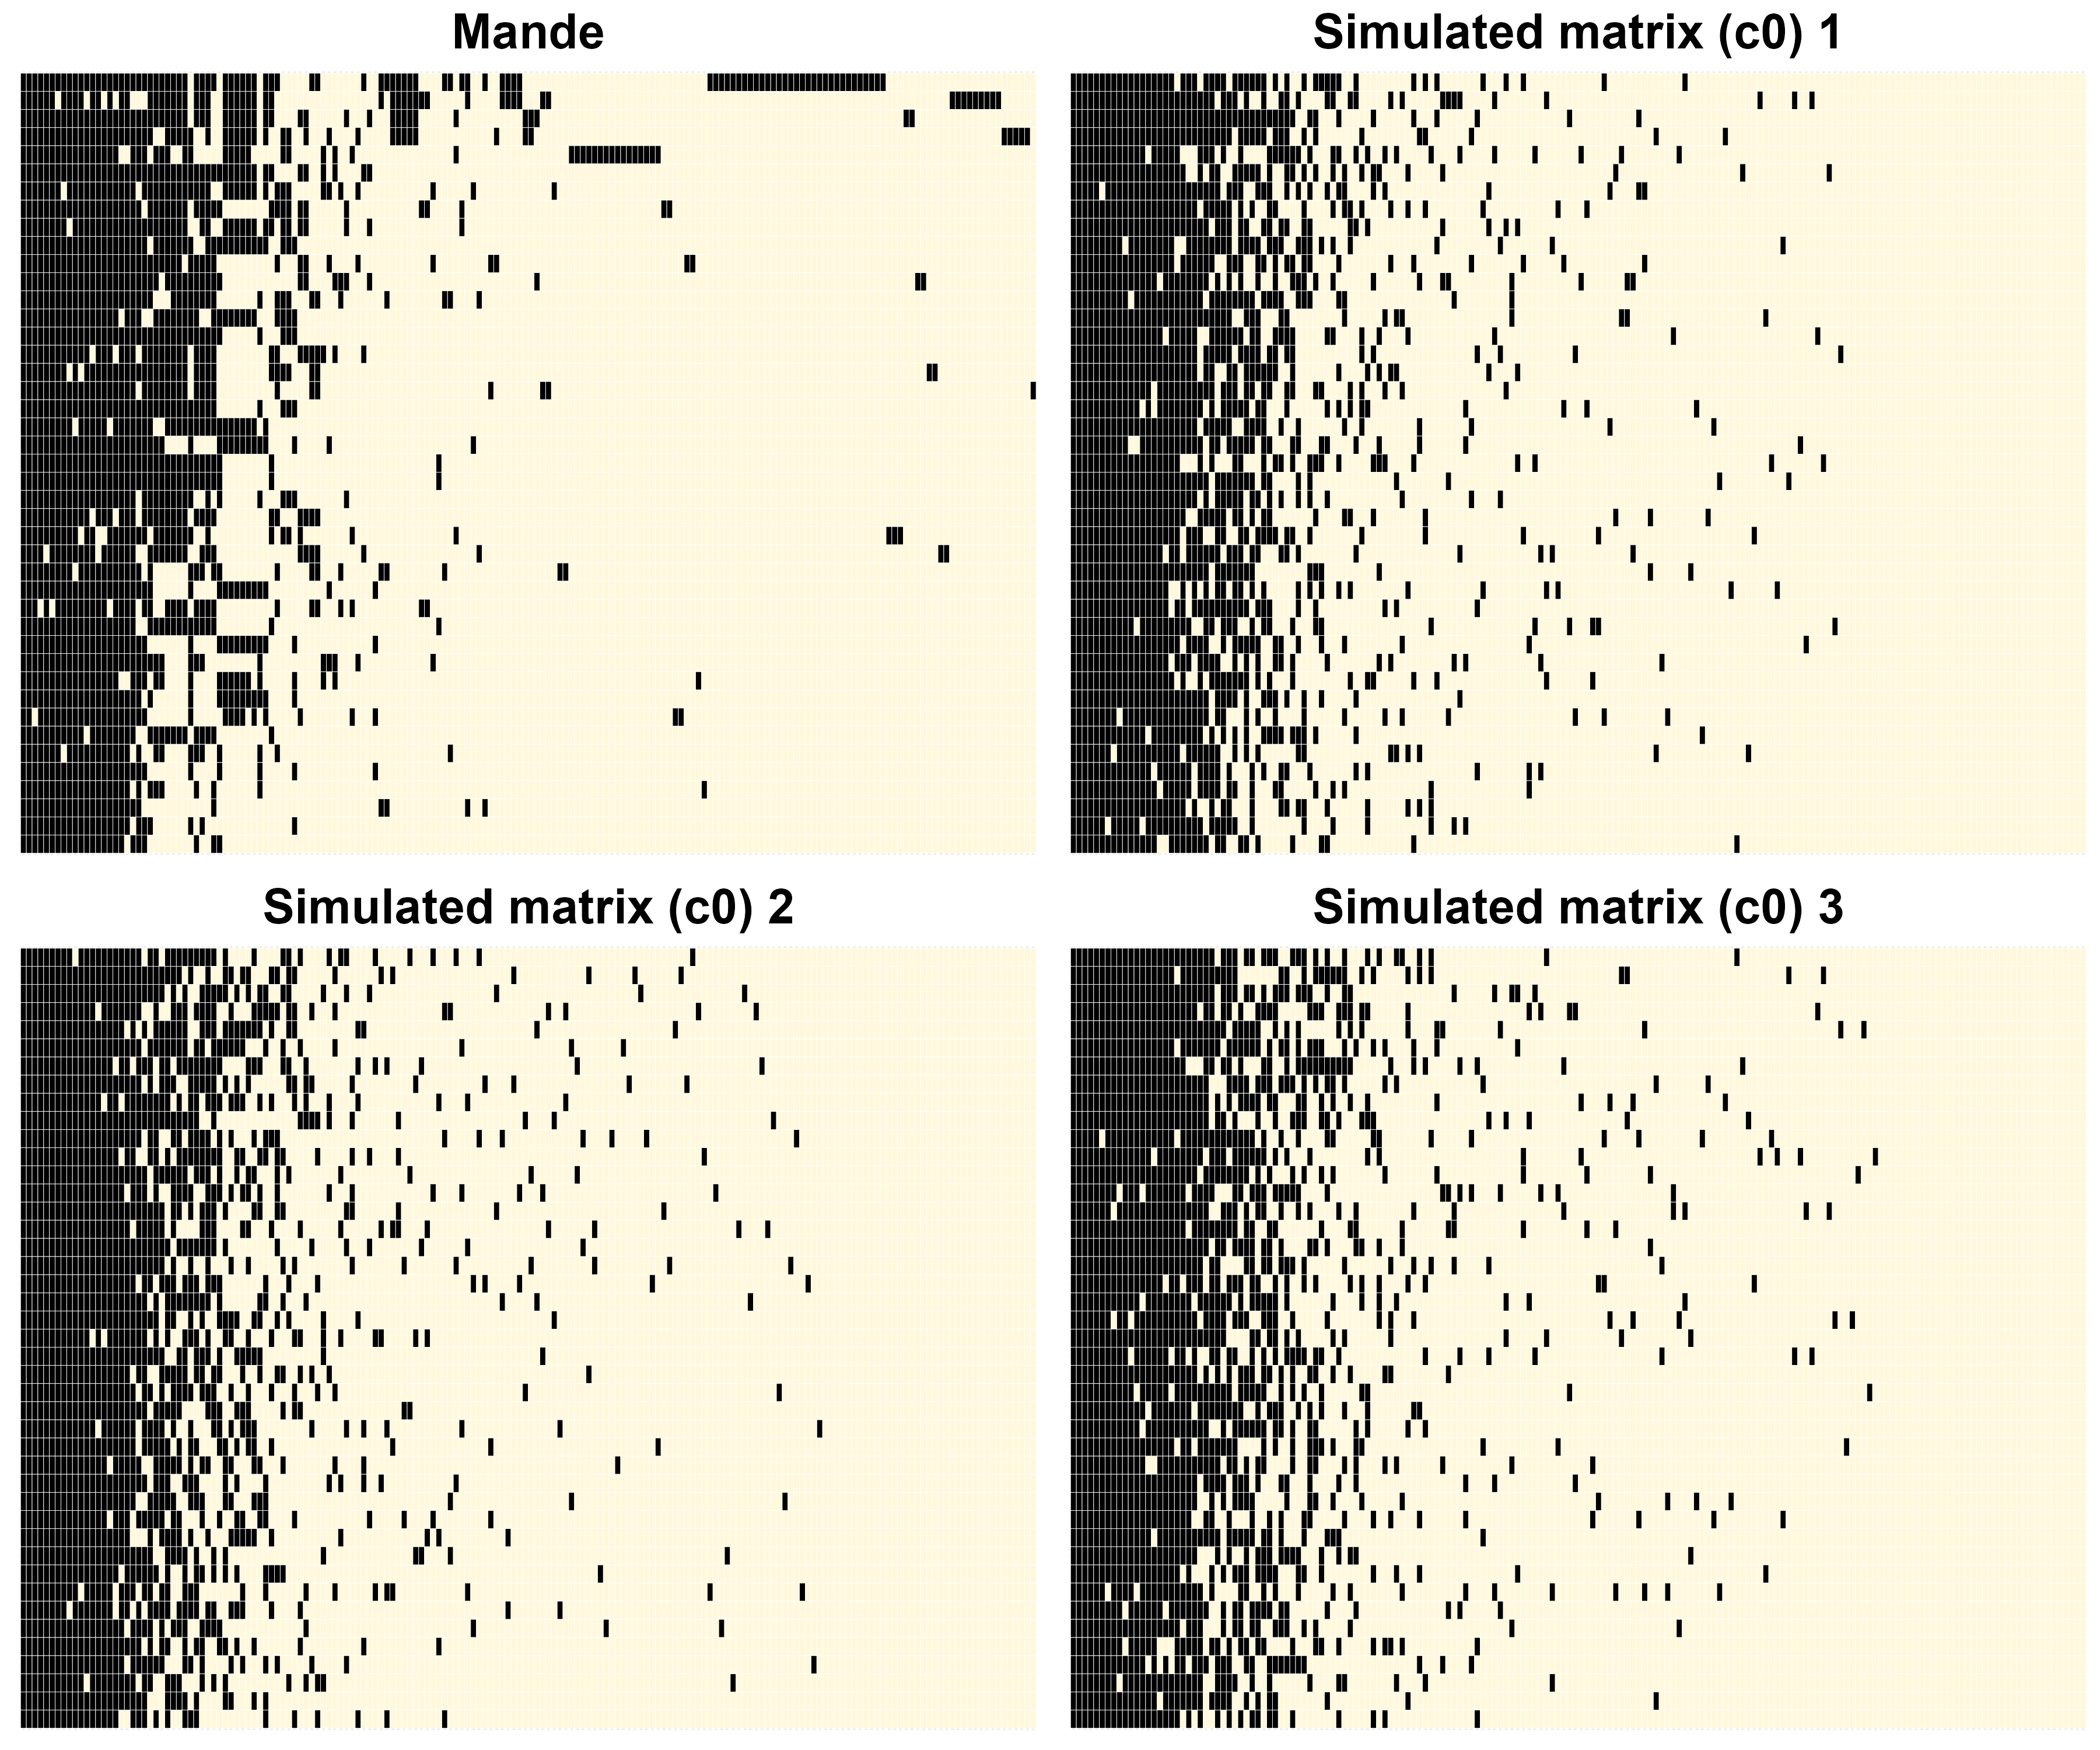 Mande
Simulated matrix (c0) 1
Simulated matrix (c0) 2
Simulated matrix (c0) 3